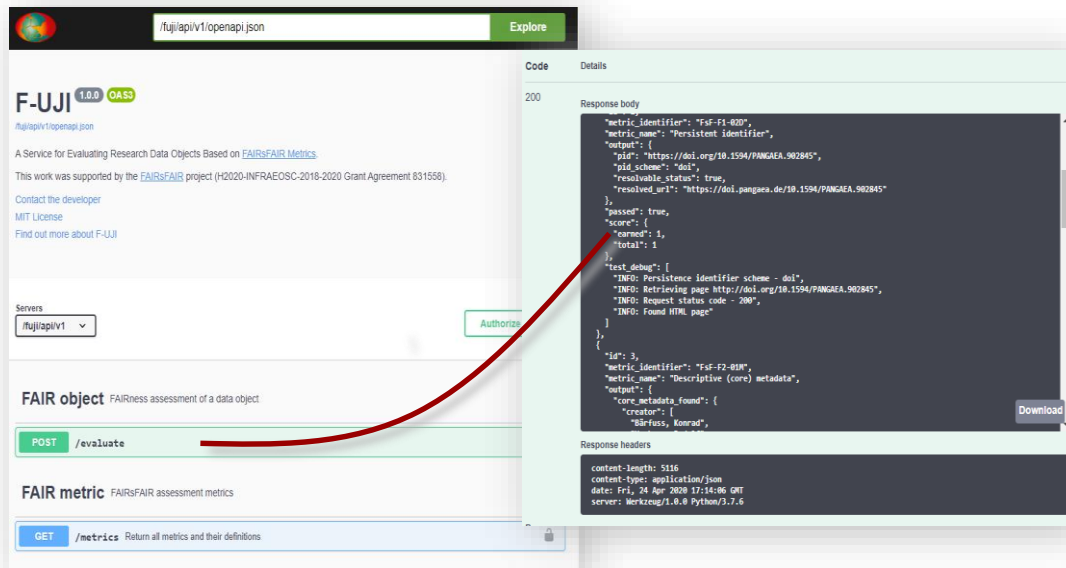 /fuji/api/v1/openapi.json
Explore
F-UJI 1.0.0 OAS3
/fuji/api/v1/openapi.json
A Service for Evaluating Research Data Objects Based on FAIRsFAIR Metrics.
This work was supported by the FAIRsFAIR project (H2020-INFRAEOSC-2018-2020 Grant Agreement 831558).
Contact the developer
MIT License
Find out more about F-UJI
Servers
/fuji/api/v1
Authorize
FAIR object FAIRness assessment of a data object
POST /evaluate
FAIR metric FAIRsFAIR assessment metrics
GET /metrics Return all metrics and their definitions
Code Details
200
Response body
"metric_identifier": "FsF-F1-02D",
"metric_name": "Persistent identifier",
"output": {
"pid": "https://doi.org/10.1594/PANGAEA.902845",
"pid_scheme": "doi",
"resolvable_status": true,
"resolved_url": "https://doi.pangaea.de/10.1594/PANGAEA.902845"
},
"passed": true,
"score": {
"earned": 1,
"total": 1
},
"test_debug": [
"INFO: Persistence identifier scheme - doi",
"INFO: Retrieving page http://doi.org/10.1594/PANGAEA.902845",
"INFO: Request status code - 200",
"INFO: Found HTML page"
]
},
{
"id": 3,
"metric_identifier": "FsF-F2-01M",
"metric_name": "Descriptive (core) metadata",
"output": {
"core_metadata_found": {
"creator": [
"Bärfuss, Konrad",
Download
Response headers
content-length: 5116
content-type: application/json
date: Fri, 24 Apr 2020 17:14:06 GMT
server: Werkzeug/1.0.0 Python/3.7.6